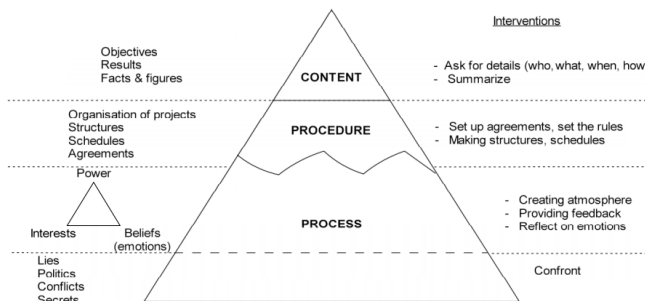 Interventions
Objectives
Results
Facts & figures
CONTENT
- Ask for details (who, what, when, how
- Summarize
Organisation of projects
Structures
Schedules
Agreements
PROCEDURE
- Set up agreements, set the rules
- Making structures, schedules
Power
Interests
Beliefs
(emotions)
PROCESS
- Creating atmosphere
- Providing feedback
- Reflect on emotions
Lies
Politics
Conflicts
Secrets
Confront